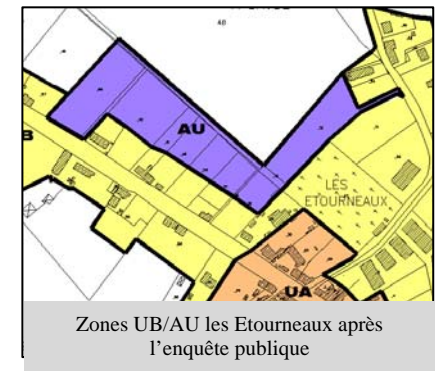 AB
AU
B
LES
ETOURNEAUX
UA
Zones UB/AU les Etourneaux après
l'enquête publique